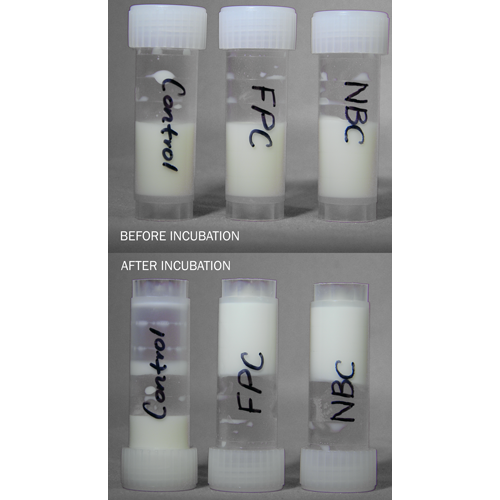 Control
FPC
NBC
BEFORE INCUBATION
AFTER INCUBATION
Control
FPC
NBC